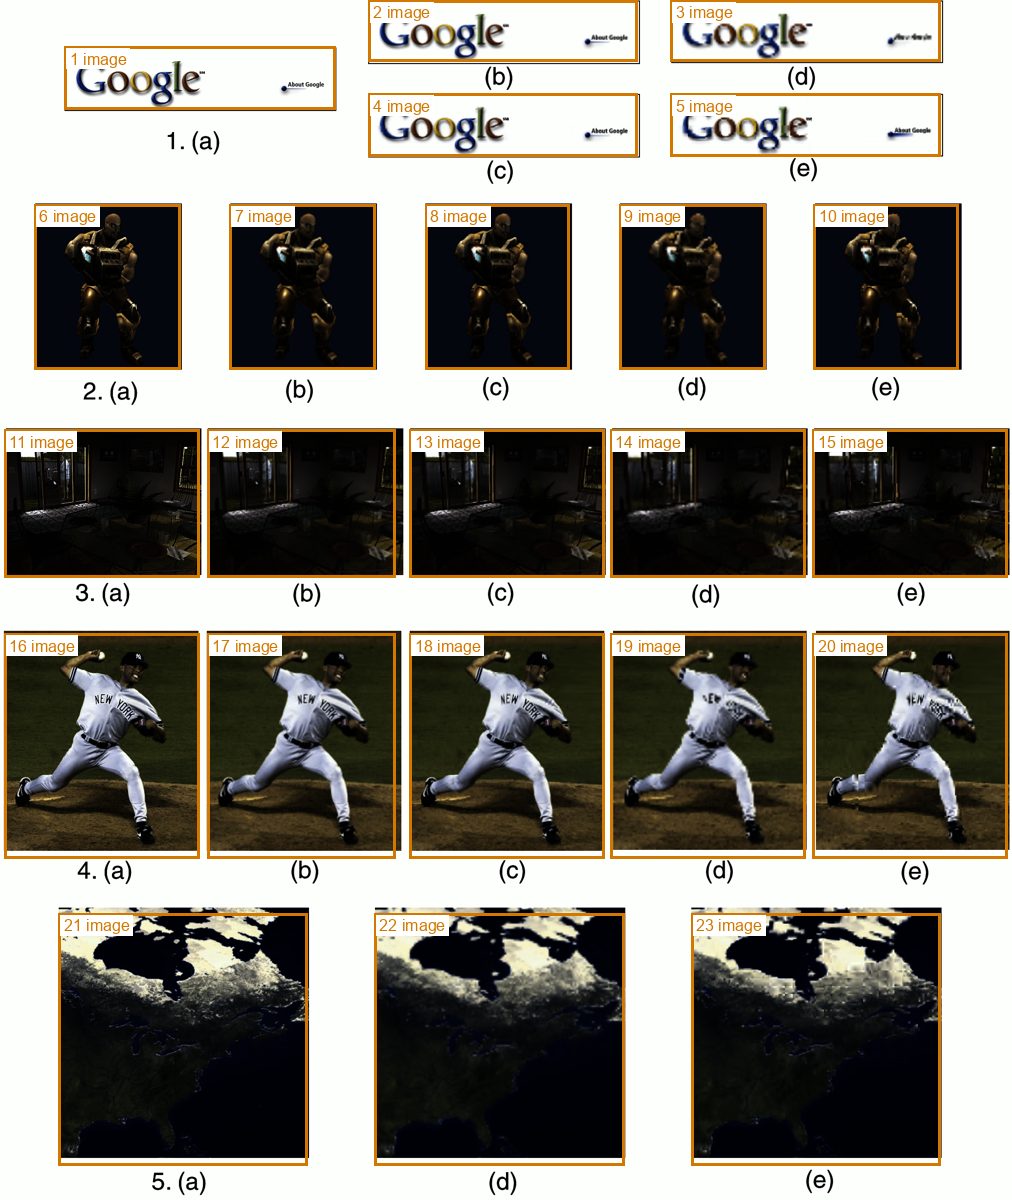 1 image
Google
About Google
1. (a)
2 image
Google
About Google
(b)
3 image
Google
(d)
4 image
Google
About Google
(c)
5 image
Google
About Google
(e)
6 image
2. (a)
7 image
(b)
8 image
(c)
9 image
(d)
10 image
(e)
11 image
3. (a)
12 image
(b)
13 image
(c)
14 image
(d)
15 image
(e)
16 image
NEW YORK
4. (a)
17 image
NEW YORK
(b)
18 image
NEW YORK
(c)
19 image
(d)
20 image
(e)
21 image
5. (a)
22 image
(d)
23 image
(e)